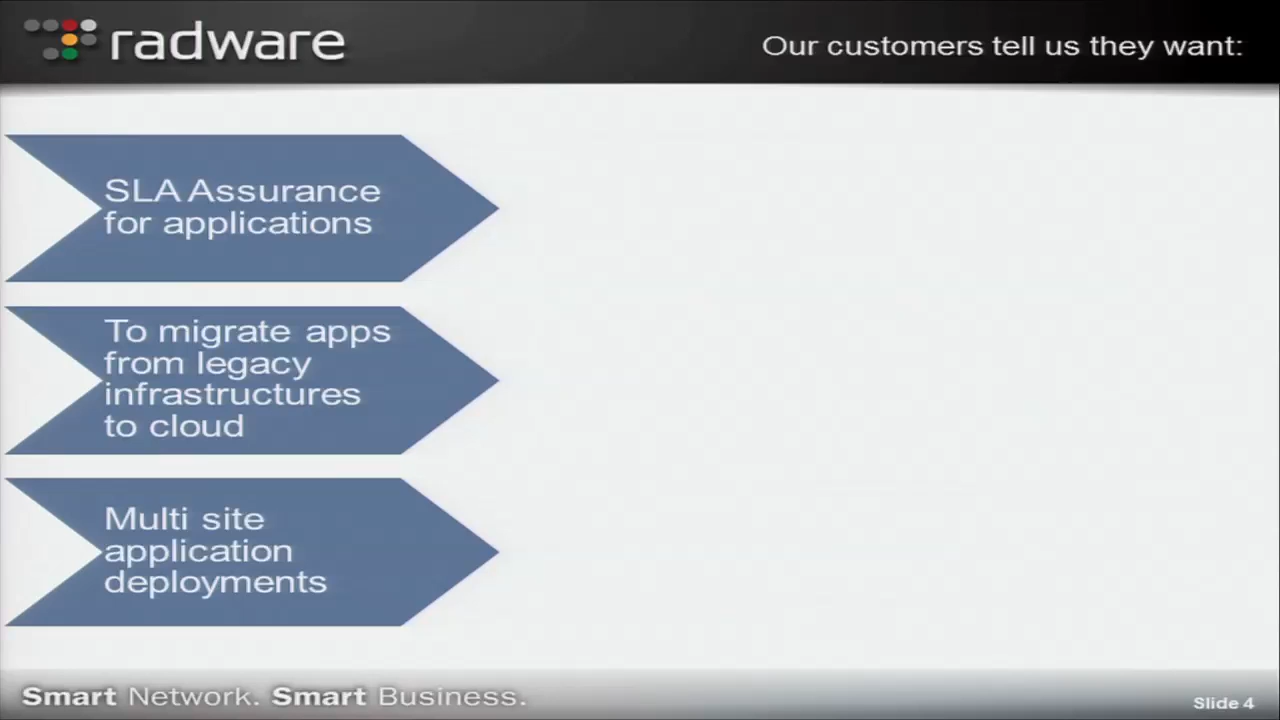 radware
Our customers tell us they want:
SLA Assurance
for applications
To migrate apps
from legacy
infrastructures
to cloud
Multi site
application
deployments
Smart Network. Smart Business.
Slide 4